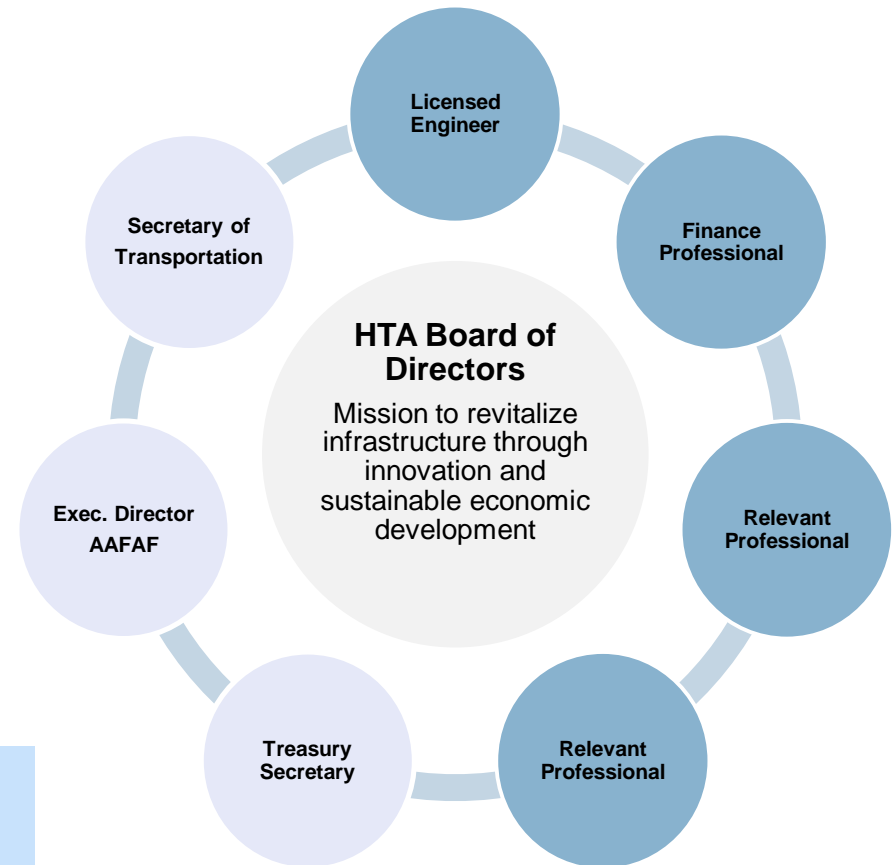 Licensed
Engineer
Finance
Professional
Relevant
Professional
Relevant
Professional
Treasury
Secretary
Exec. Director
AAFAF
Secretary of
Transportation
HTA Board of
Directors
Mission to revitalize
infrastructure through
innovation and
sustainable economic
development